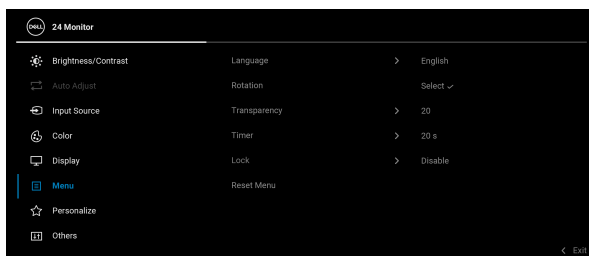 DELL 24 Monitor
Brightness/Contrast Language > English
Auto Adjust Rotation Select ✓
Input Source Transparency > 20
Color Timer > 20 s
Display Lock > Disable
Menu Reset Menu
Personalize
Others
< Exit